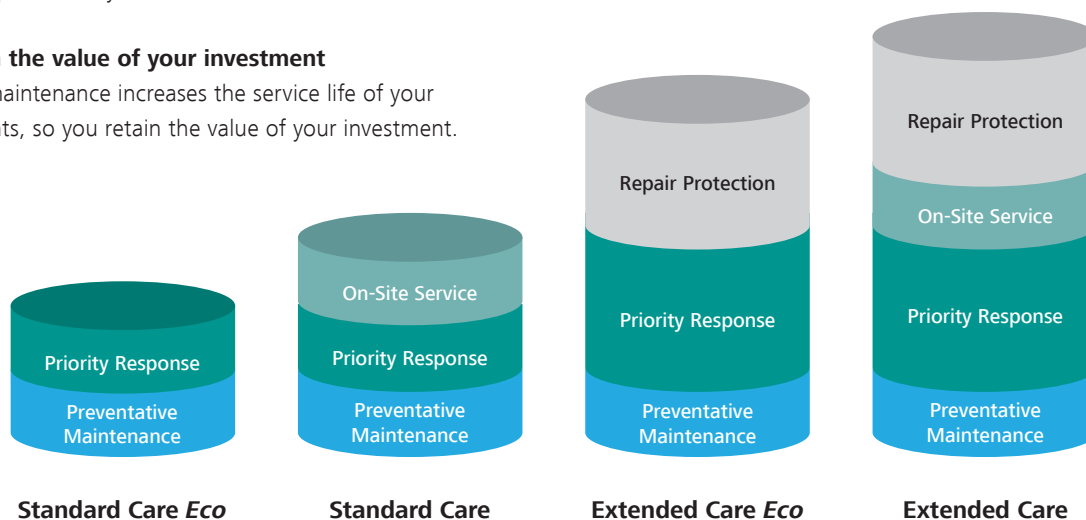 the value of your investment
maintenance increases the service life of your
so you retain the value of your investment.
Repair Protection
On-Site Service
Priority Response
Preventative
Maintenance
Extended Care
Repair Protection
Priority Response
Preventative
Maintenance
Extended Care Eco
On-Site Service
Priority Response
Preventative
Maintenance
Standard Care
Priority Response
Preventative
Maintenance
Standard Care Eco